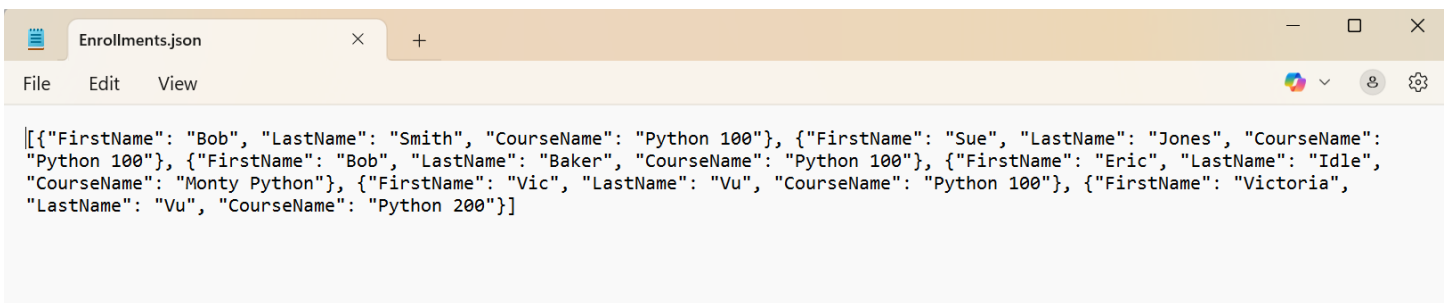 Enrollments.json
File Edit View
[{"FirstName": "Bob", "LastName": "Smith", "CourseName": "Python 100"}, {"FirstName": "Sue", "LastName": "Jones", "CourseName":
"Python 100"}, {"FirstName": "Bob", "LastName": "Baker", "CourseName": "Python 100"}, {"FirstName": "Eric", "LastName": "Idle",
"CourseName": "Monty Python"}, {"FirstName": "Vic", "LastName": "Vu", "CourseName": "Python 100"}, {"FirstName": "Victoria",
"LastName": "Vu", "CourseName": "Python 200"}]